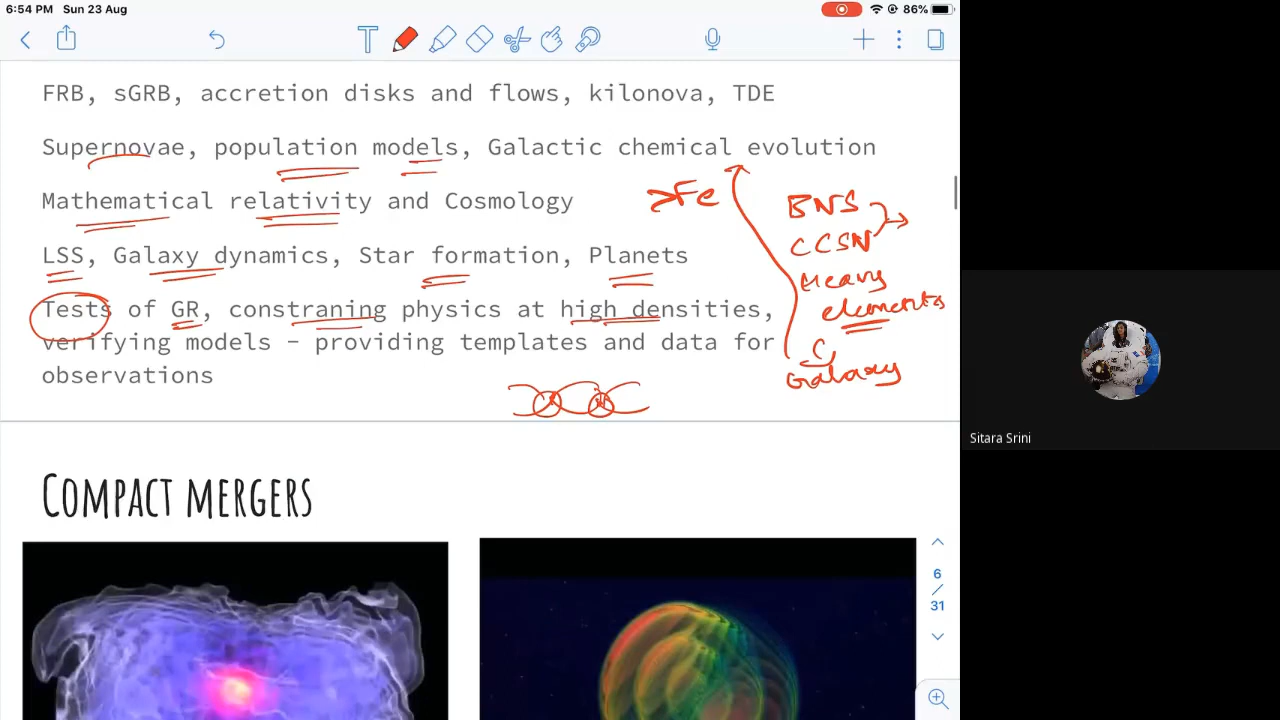 6:54 PM Sun 23 Aug 86%
T
FRB, sGRB, accretion disks and flows, kilonova, TDE
Supernovae, population models, Galactic chemical evolution
>Fe
Mathematical relativity and Cosmology
BNS
CCSN
LSS, Galaxy dynamics, Star formation, Planets
Heavy
elements
Tests of GR, constraning physics at high densities,
verifying models - providing templates and data for
observations
Galaxy
COMPACT MERGERS
6
/
31
Sitara Srini